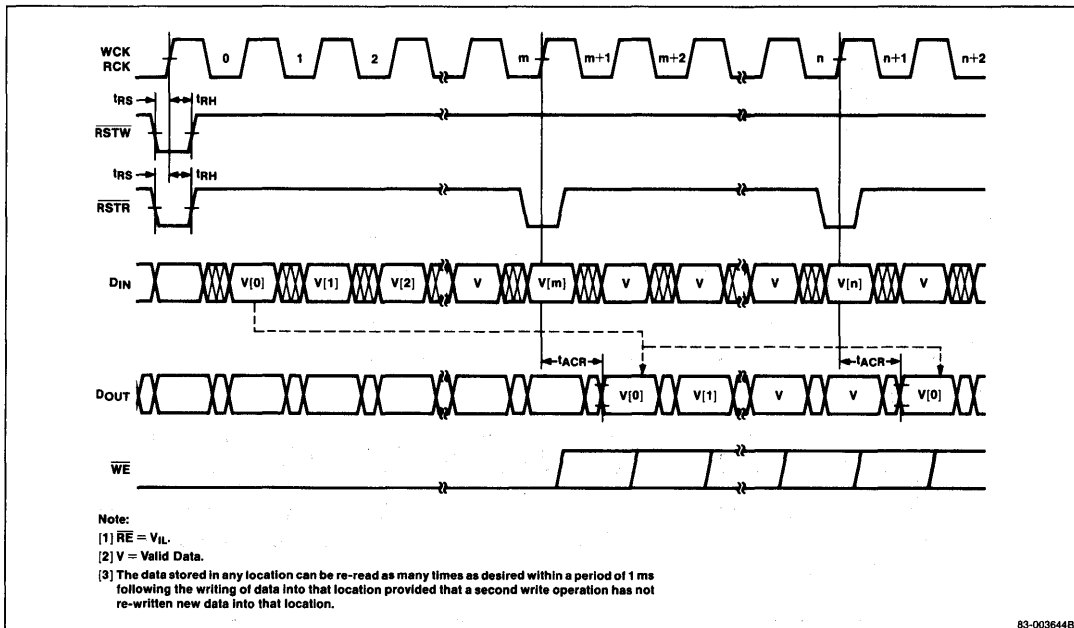 WCK
RCK
0 1 2 m m+1 m+2 n n+1 n+2
tRS tRH
RSTW
tRS tRH
RSTR
DIN V[0] V[1] V[2] V V[m} V V V V[n] V
tACR tACR
DOUT V[0] V[1] V V V[0]
WE
Note:
[1] RE = VIL.
[2] V = Valid Data.
[3] The data stored in any location can be re-read as many times as desired within a period of 1 ms
following the writing of data into that location provided that a second write operation has not
re-written new data into that location.
83-003644B